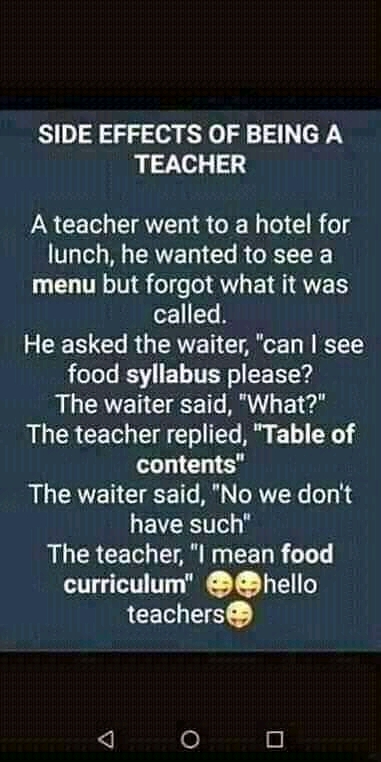 SIDE EFFECTS OF BEING A
TEACHER
A teacher went to a hotel for
lunch, he wanted to see a
menu but forgot what it was
called.
He asked the waiter, "can I see
food syllabus please?
The waiter said, "What?"
The teacher replied, "Table of
contents"
The waiter said, "No we don't
have such"
The teacher, "I mean food
curriculum" 😜😜hello
teachers😜